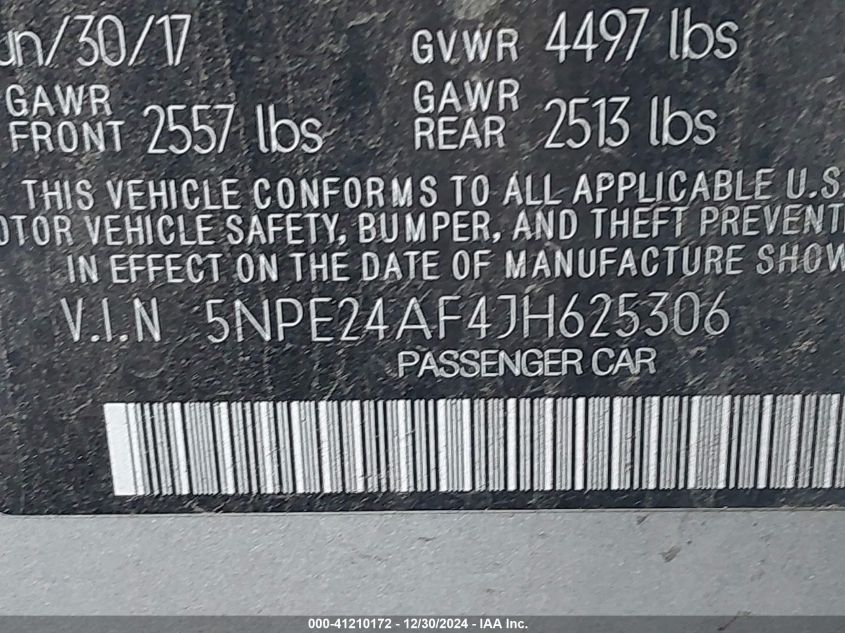 un/30/17 GVWR 4497 lbs
GAWR FRONT 2557 lbs GAWR REAR 2513 lbs
THIS VEHICLE CONFORMS TO ALL APPLICABLE U.S.
OTOR VEHICLE SAFETY, BUMPER, AND THEFT PREVENTI
IN EFFECT ON THE DATE OF MANUFACTURE SHOW
V.I.N 5NPE24AF4JH625306
PASSENGER CAR
000-41210172 - 12/30/2024 - IAA Inc.